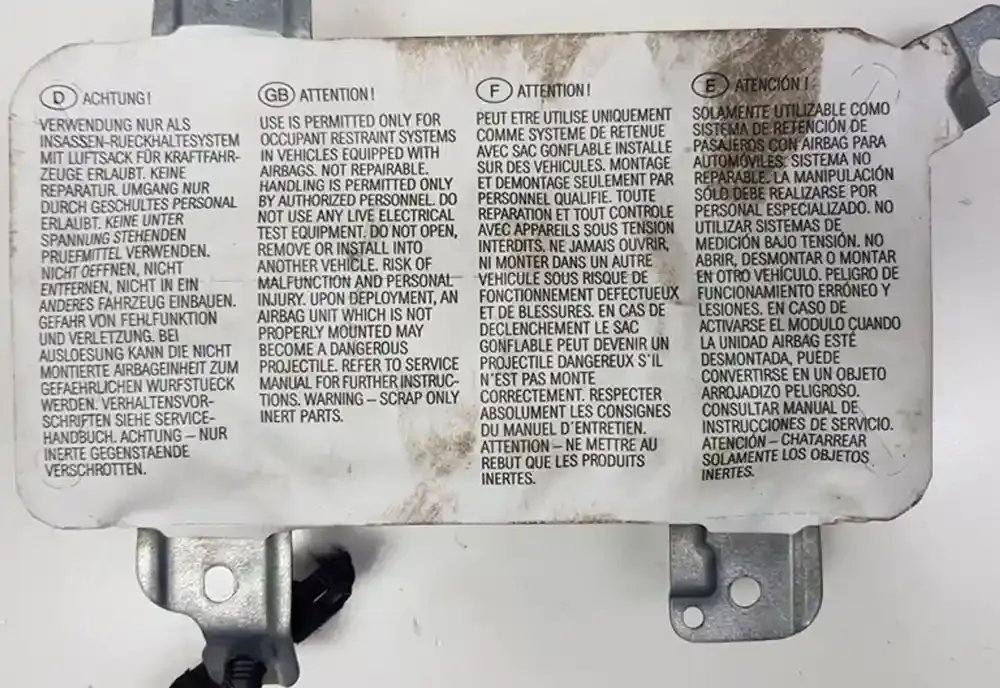 D ACHTUNG!
VERWENDUNG NUR ALS
INSASSEN-RUECKHALTESYSTEM
MIT LUFTSACK FÜR KRAFTFAHR-
ZEUGE ERLAUBT. KEINE
REPARATUR. UMGANG NUR
DURCH GESCHULTES PERSONAL
ERLAUBT. KEINE UNTER
SPANNUNG STEHENDEN
PRUEFMITTEL VERWENDEN.
NICHT OEFFNEN, NICHT
ENTFERNEN, NICHT IN EIN
ANDERES FAHRZEUG EINBAUEN.
GEFAHR VON FEHLFUNKTION
UND VERLETZUNG. BEI
AUSLOESUNG KANN DIE NICHT
MONTIERTE AIRBAGEINHEIT ZUM
GEFAEHRLICHEN WURFSTUECK
WERDEN. VERHALTENSVOR-
SCHRIFTEN SIEHE SERVICE-
HANDBUCH. ACHTUNG – NUR
INERTE GEGENSTAENDE
VERSCHROTTEN.
GB ATTENTION!
USE IS PERMITTED ONLY FOR
OCCUPANT RESTRAINT SYSTEMS
IN VEHICLES EQUIPPED WITH
AIRBAGS. NOT REPAIRABLE.
HANDLING IS PERMITTED ONLY
BY AUTHORIZED PERSONNEL. DO
NOT USE ANY LIVE ELECTRICAL
TEST EQUIPMENT. DO NOT OPEN,
REMOVE OR INSTALL INTO
ANOTHER VEHICLE. RISK OF
MALFUNCTION AND PERSONAL
INJURY. UPON DEPLOYMENT, AN
AIRBAG UNIT WHICH IS NOT
PROPERLY MOUNTED MAY
BECOME A DANGEROUS
PROJECTILE. REFER TO SERVICE
MANUAL FOR FURTHER INSTRUC-
TIONS. WARNING – SCRAP ONLY
INERT PARTS.
F ATTENTION!
PEUT ETRE UTILISE UNIQUEMENT
COMME SYSTEME DE RETENUE
AVEC SAC GONFLABLE INSTALLE
SUR DES VEHICULES. MONTAGE
ET DEMONTAGE SEULEMENT PAR
PERSONNEL QUALIFIE. TOUTE
REPARATION ET TOUT CONTROLE
AVEC APPAREILS SOUS TENSION
INTERDITS. NE JAMAIS OUVRIR,
NI MONTER DANS UN AUTRE
VEHICULE SOUS RISQUE DE
FONCTIONNEMENT DEFECTUEUX
ET DE BLESSURES. EN CAS DE
DECLENCHEMENT LE SAC
GONFLABLE PEUT DEVENIR UN
PROJECTILE DANGEREUX S'IL
N'EST PAS MONTE
CORRECTEMENT. RESPECTER
ABSOLUMENT LES CONSIGNES
DU MANUEL D'ENTRETIEN.
ATTENTION – NE METTRE AU
REBUT QUE LES PRODUITS
INERTES.
E ATENCIÓN!
SOLAMENTE UTILIZABLE COMO
SISTEMA DE RETENCIÓN DE
PASAJEROS CON AIRBAG PARA
AUTOMÓVILES. SISTEMA NO
REPARABLE. LA MANIPULACIÓN
SÓLO DEBE REALIZARSE POR
PERSONAL ESPECIALIZADO. NO
UTILIZAR SISTEMAS DE
MEDICIÓN BAJO TENSIÓN. NO
ABRIR, DESMONTAR O MONTAR
EN OTRO VEHÍCULO. PELIGRO DE
FUNCIONAMIENTO ERRÓNEO Y
LESIONES. EN CASO DE
ACTIVARSE EL MODULO CUANDO
LA UNIDAD AIRBAG ESTÉ
DESMONTADA, PUEDE
CONVERTIRSE EN UN OBJETO
ARROJADIZO PELIGROSO.
CONSULTAR MANUAL DE
INSTRUCCIONES DE SERVICIO.
ATENCIÓN – CHATARREAR
SOLAMENTE LOS OBJETOS
INERTES.